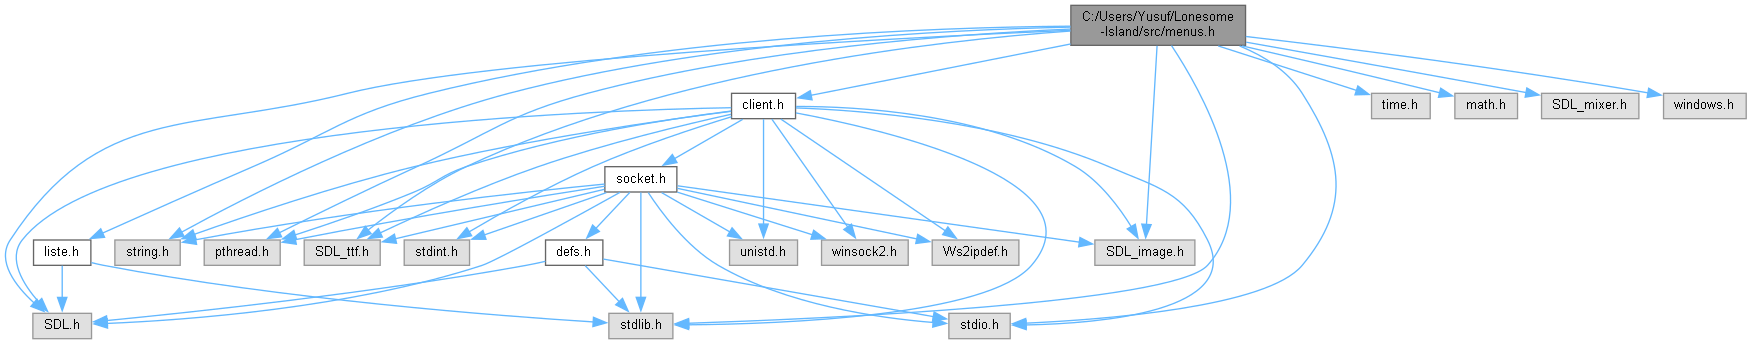 C:/Users/Yusuf/Lonesome
-Island/src/menus.h
client.h
time.h
math.h
SDL_mixer.h
windows.h
socket.h
liste.h
string.h
pthread.h
SDL_ttf.h
stdint.h
defs.h
unistd.h
winsock2.h
Ws2ipdef.h
SDL_image.h
SDL.h
stdlib.h
stdio.h